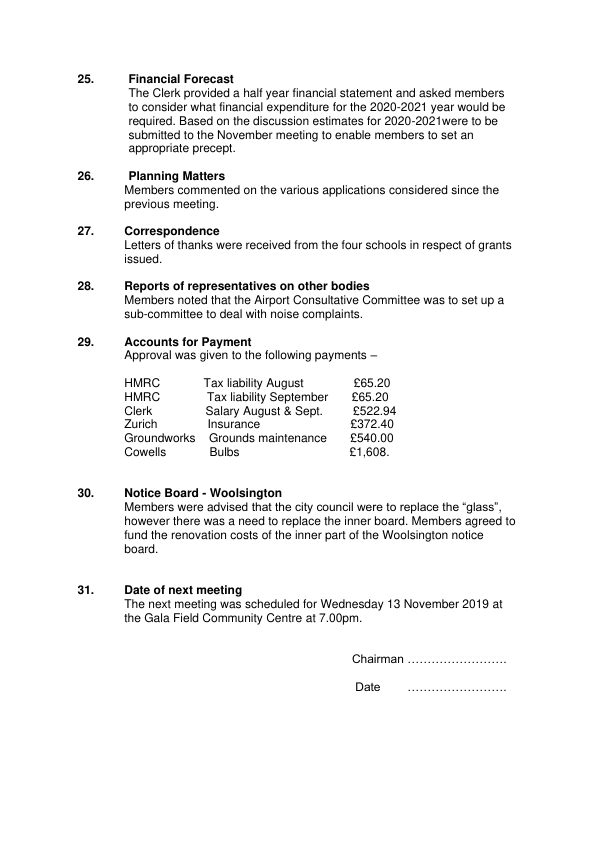 25. Financial Forecast
The Clerk provided a half year financial statement and asked members
to consider what financial expenditure for the 2020-2021 year would be
required. Based on the discussion estimates for 2020-2021were to be
submitted to the November meeting to enable members to set an
appropriate precept.
26. Planning Matters
Members commented on the various applications considered since the
previous meeting.
27. Correspondence
Letters of thanks were received from the four schools in respect of grants
issued.
28. Reports of representatives on other bodies
Members noted that the Airport Consultative Committee was to set up a
sub-committee to deal with noise complaints.
29. Accounts for Payment
Approval was given to the following payments –
HMRC Tax liability August £65.20
HMRC Tax liability September £65.20
Clerk Salary August & Sept. £522.94
Zurich Insurance £372.40
Groundworks Grounds maintenance £540.00
Cowells Bulbs £1,608.
30. Notice Board - Woolsington
Members were advised that the city council were to replace the “glass”,
however there was a need to replace the inner board. Members agreed to
fund the renovation costs of the inner part of the Woolsington notice
board.
31. Date of next meeting
The next meeting was scheduled for Wednesday 13 November 2019 at
the Gala Field Community Centre at 7.00pm.
Chairman …………………….
Date …………………….